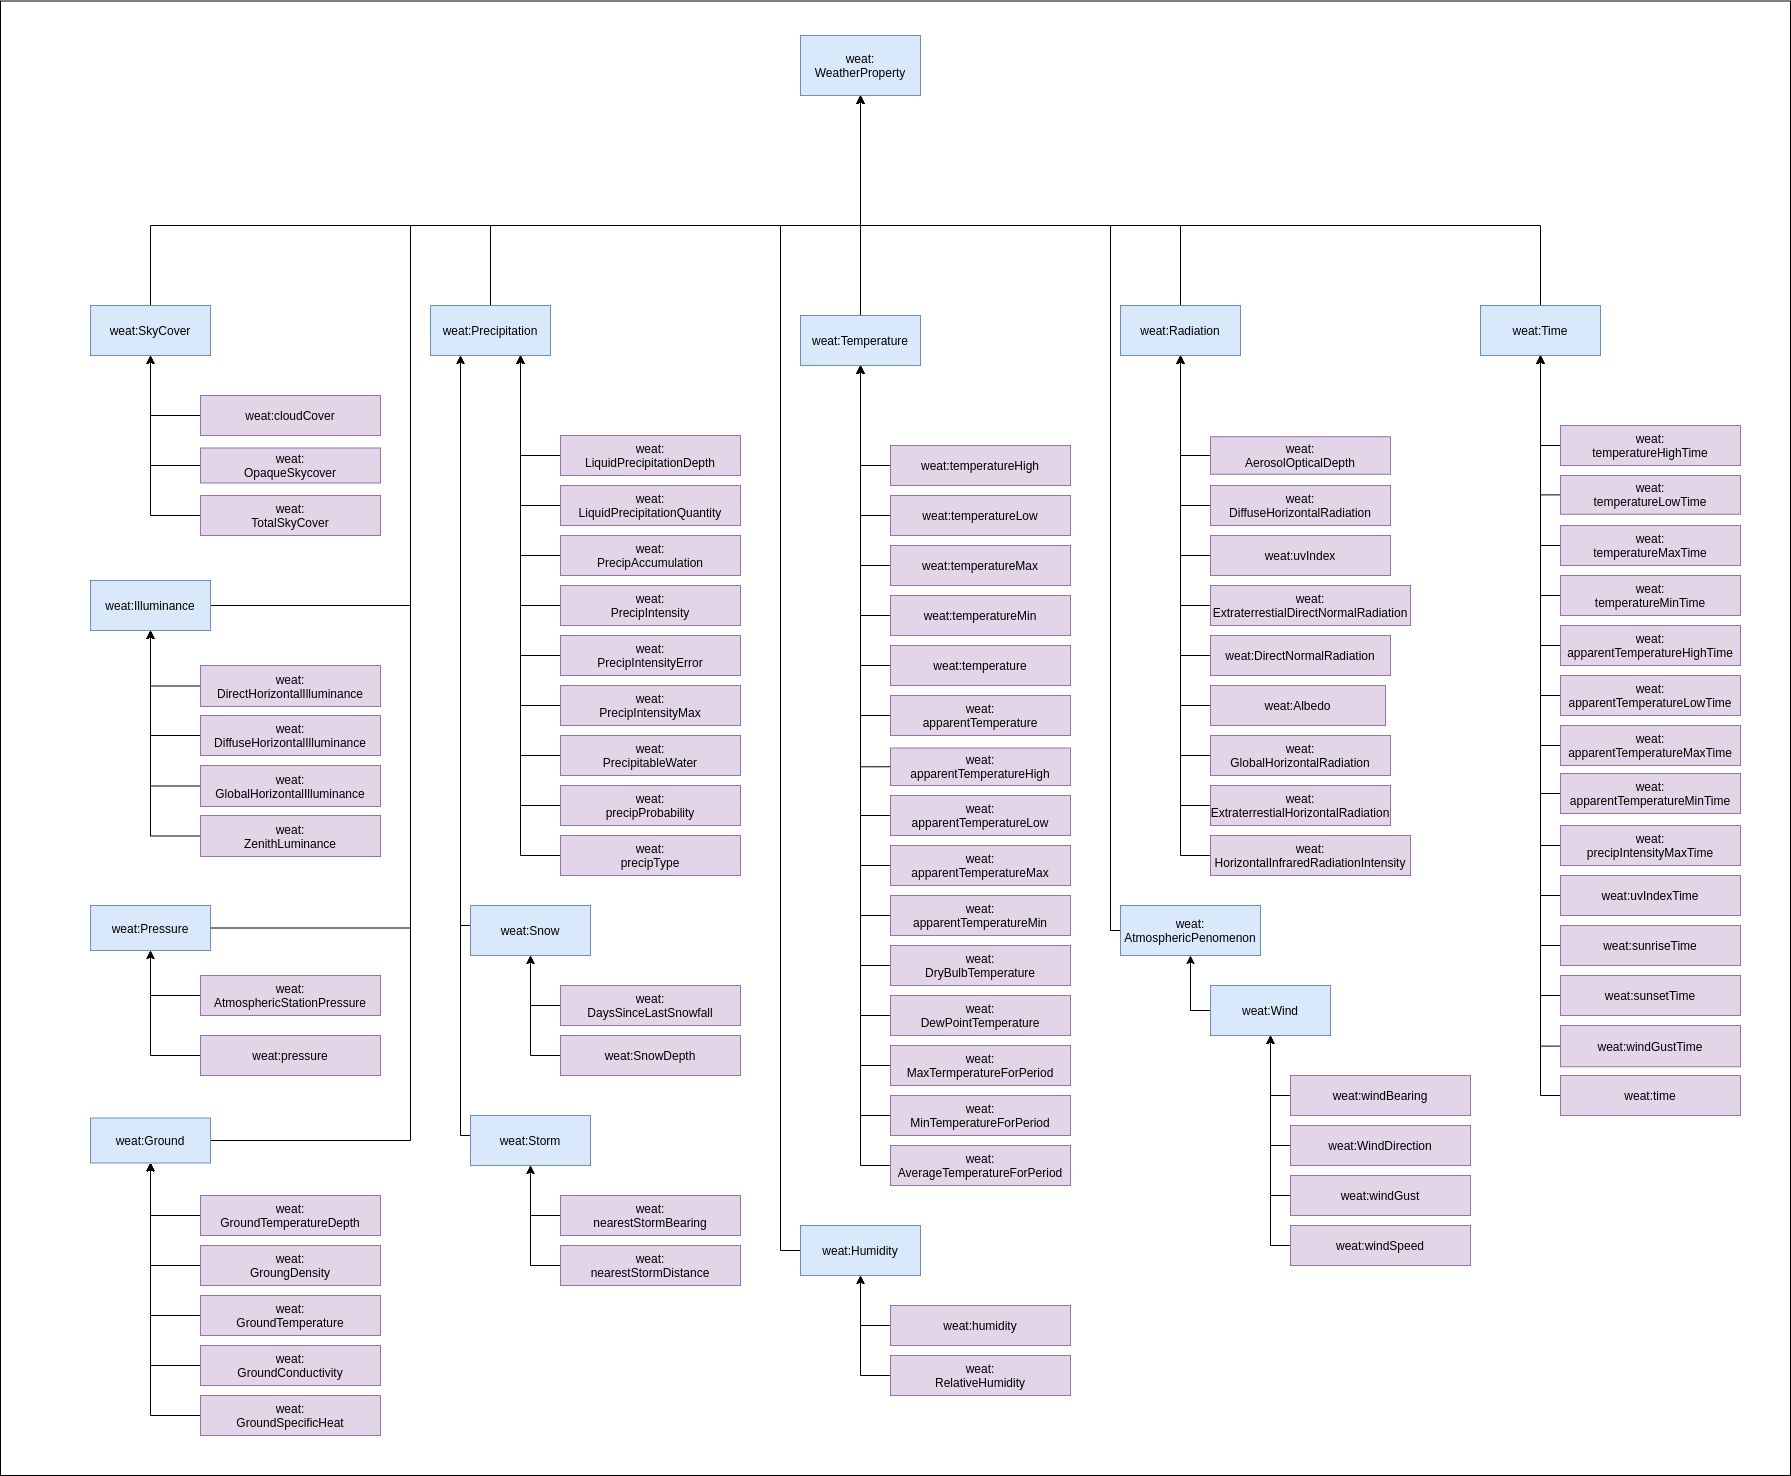 weat:
WeatherProperty
weat:SkyCover
weat:cloudCover
weat:
OpaqueSkycover
weat:
TotalSkyCover
weat:Illuminance
weat:
DirectHorizontalIlluminance
weat:
DiffuseHorizontalIlluminance
weat:
GlobalHorizontalIlluminance
weat:
ZenithLuminance
weat:Pressure
weat:
AtmosphericStationPressure
weat:pressure
weat:Ground
weat:
GroundTemperatureDepth
weat:
GroungDensity
weat:
GroundTemperature
weat:
GroundConductivity
weat:
GroundSpecificHeat
weat:Precipitation
weat:
LiquidPrecipitationDepth
weat:
LiquidPrecipitationQuantity
weat:
PrecipAccumulation
weat:
PrecipIntensity
weat:
PrecipIntensityError
weat:
PrecipIntensityMax
weat:
PrecipitableWater
weat:
precipProbability
weat:
precipType
weat:Snow
weat:
DaysSinceLastSnowfall
weat:SnowDepth
weat:Storm
weat:
nearestStormBearing
weat:
nearestStormDistance
weat:Temperature
weat:temperatureHigh
weat:temperatureLow
weat:temperatureMax
weat:temperatureMin
weat:temperature
weat:
apparentTemperature
weat:
apparentTemperatureHigh
weat:
apparentTemperatureLow
weat:
apparentTemperatureMax
weat:
apparentTemperatureMin
weat:
DryBulbTemperature
weat:
DewPointTemperature
weat:
MaxTermperatureForPeriod
weat:
MinTemperatureForPeriod
weat:
AverageTemperatureForPeriod
weat:Humidity
weat:humidity
weat:
RelativeHumidity
weat:Radiation
weat:
AerosolOpticalDepth
weat:
DiffuseHorizontalRadiation
weat:uvIndex
weat:
ExtraterrestialDirectNormalRadiation
weat:DirectNormalRadiation
weat:Albedo
weat:
GlobalHorizontalRadiation
weat:
ExtraterrestialHorizontalRadiation
weat:
HorizontalInfraredRadiationIntensity
weat:
AtmosphericPenomenon
weat:Wind
weat:windBearing
weat:WindDirection
weat:windGust
weat:windSpeed
weat:Time
weat:
temperatureHighTime
weat:
temperatureLowTime
weat:
temperatureMaxTime
weat:
temperatureMinTime
weat:
apparentTemperatureHighTime
weat:
apparentTemperatureLowTime
weat:
apparentTemperatureMaxTime
weat:
apparentTemperatureMinTime
weat:
precipIntensityMaxTime
weat:uvIndexTime
weat:sunriseTime
weat:sunsetTime
weat:windGustTime
weat:time